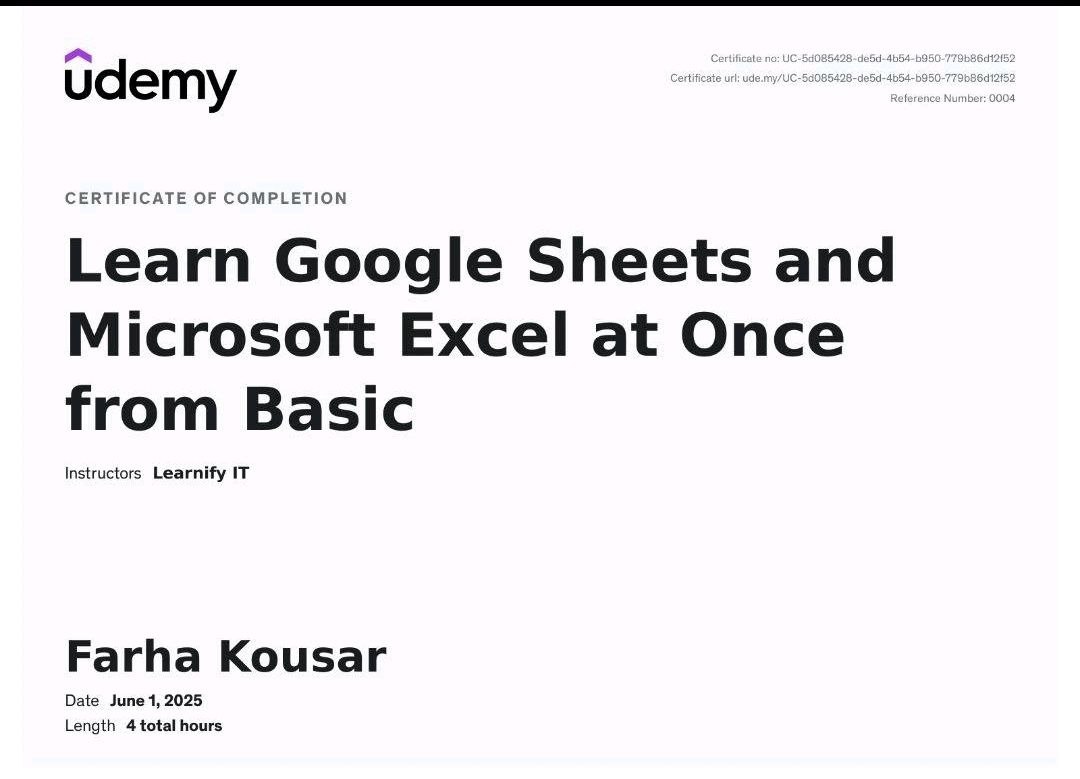 udemy
Certificate no: UC-5d085428-de5d-4b54-b950-779b86d12f52
Certificate url: ude.my/UC-5d085428-de5d-4b54-b950-779b86d12f52
Reference Number: 0004
CERTIFICATE OF COMPLETION
Learn Google Sheets and
Microsoft Excel at Once
from Basic
Instructors Learnify IT
Farha Kousar
Date June 1, 2025
Length 4 total hours